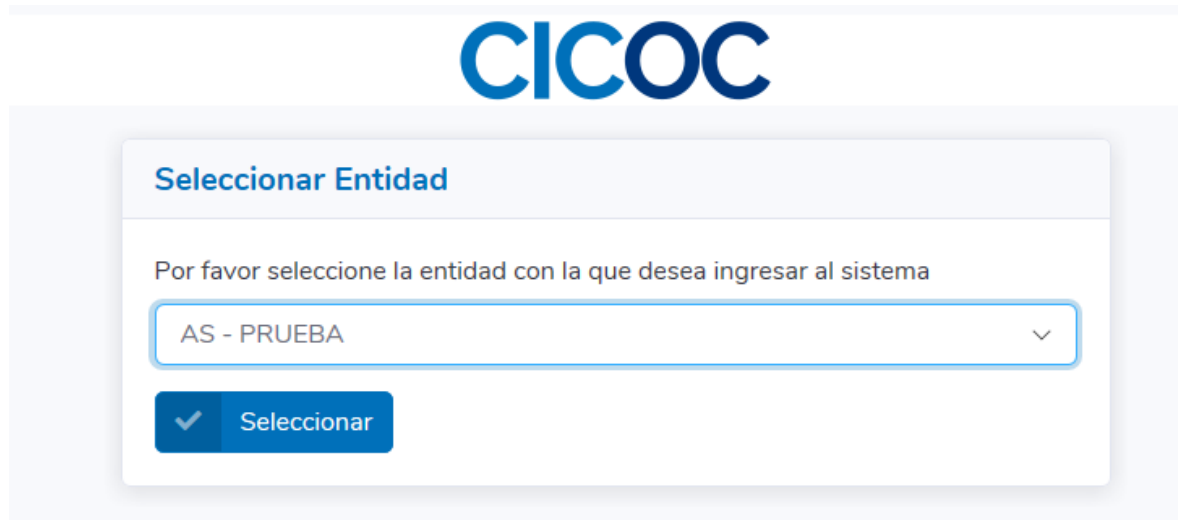 CICOC
Seleccionar Entidad
Por favor seleccione la entidad con la que desea ingresar al sistema
AS - PRUEBA
Seleccionar